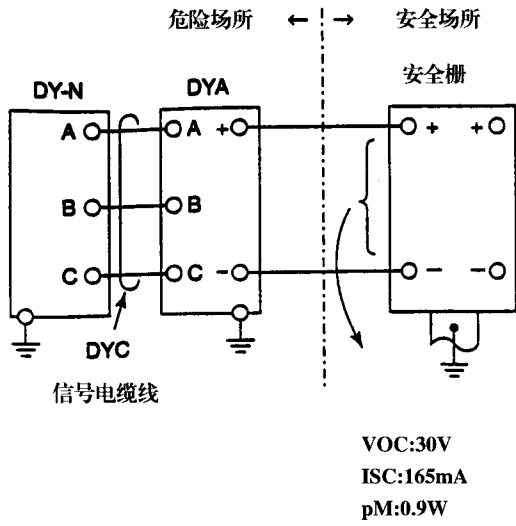 危险场所 ← → 安全场所
安全栅
DY-N DYA
A A + + +
B B
C C - - -
DYC
信号电缆线
VOC:30V
ISC:165mA
pM:0.9W